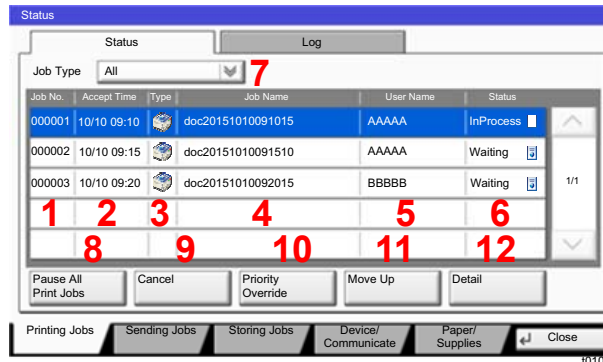 Status
Status Log
Job Type All 7
Job No. Accept Time Type Job Name User Name Status
000001 10/10 09:10 doc20151010091015 AAAAA InProcess
000002 10/10 09:15 doc20151010091510 AAAAA Waiting
000003 10/10 09:20 doc20151010092015 BBBBB Waiting 1/1
1 2 3 4 5 6
8 9 10 11 12
Pause All Cancel Priority Move Up Detail
Print Jobs Override
Printing Jobs Sending Jobs Storing Jobs Device/ Paper/
Communicate Supplies Close